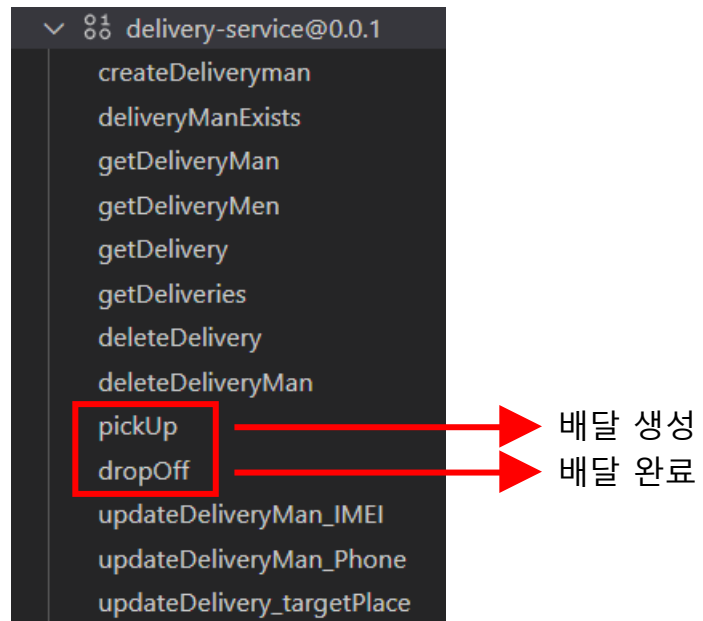 delivery-service@0.0.1
createDeliveryman
deliveryManExists
getDeliveryMan
getDeliveryMen
getDelivery
getDeliveries
deleteDelivery
deleteDeliveryMan
pickUp 배달 생성
dropOff 배달 완료
updateDeliveryMan_IMEI
updateDeliveryMan_Phone
updateDelivery_targetPlace